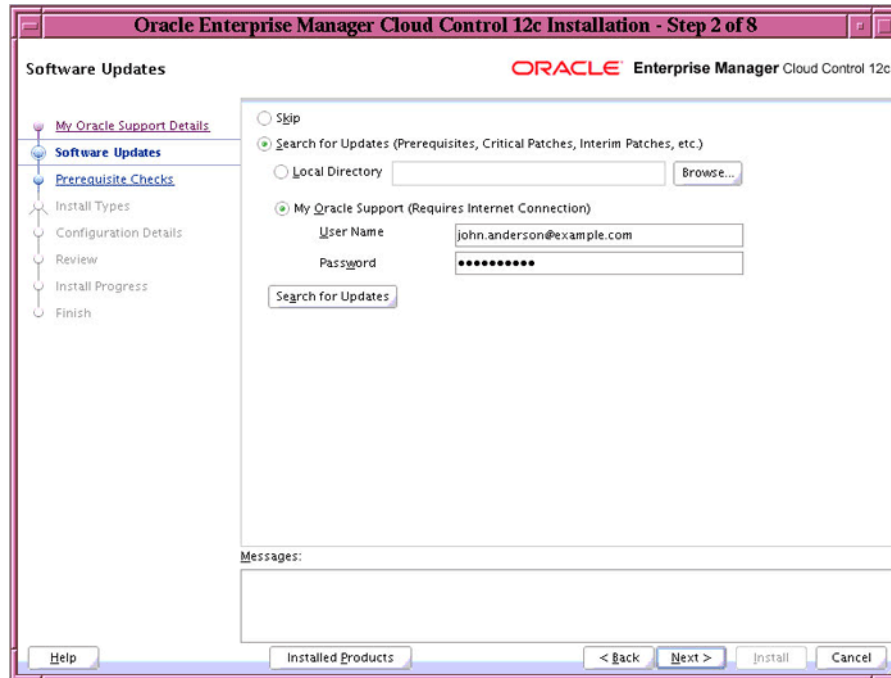 Oracle Enterprise Manager Cloud Control 12c Installation - Step 2 of 8
Software Updates
ORACLE Enterprise Manager Cloud Control 12c
My Oracle Support Details
Software Updates
Prerequisite Checks
Install Types
Configuration Details
Review
Install Progress
Finish
Skip
Search for Updates (Prerequisites, Critical Patches, Interim Patches, etc.)
Local Directory
Browse...
My Oracle Support (Requires Internet Connection)
User Name
john.anderson@example.com
Password
••••••••••
Search for Updates
Messages:
Help
Installed Products
< Back
Next >
Install
Cancel